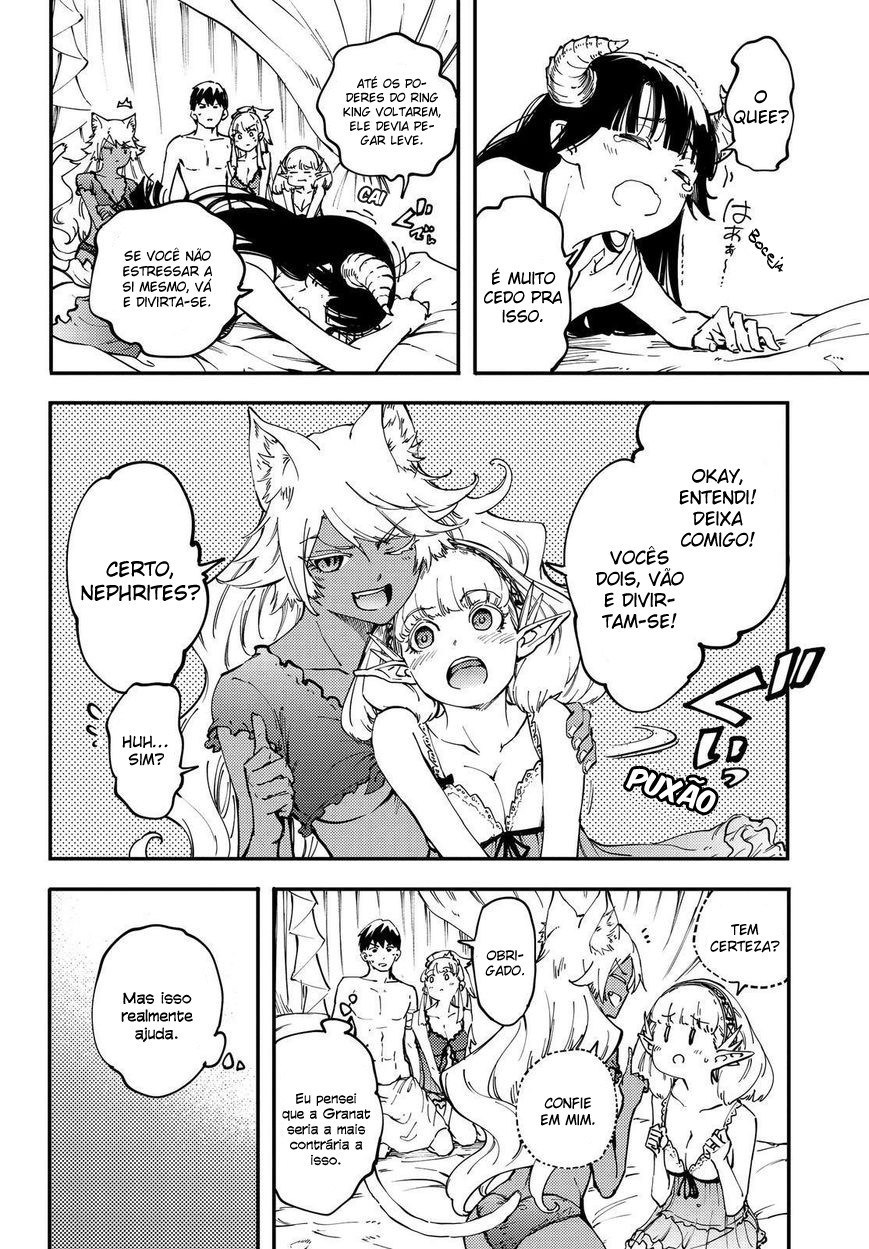 O
QUEE?
はあぁ〜
BOCEJA
É MUITO
CEDO PRA
ISSO.
ATÉ OS PO-
DERES DO RING
KING VOLTAREM,
ELE DEVIA PE-
GAR LEVE.
CAI
SE VOCÊ NÃO
ESTRESSAR A
SI MESMO, VÁ
E DIVIRTA-SE.
OKAY,
ENTENDI!
DEIXA
COMIGO!
VOCÊS
DOIS, VÃO
E DIVIR-
TAM-SE!
CERTO,
NEPHRITES?
HUH...
SIM?
PUXÃO
TEM
CERTEZA?
OBRI-
GADO.
CONFIE
EM MIM.
Eu pensei
que a Granat
seria a mais
contrária a
isso.
Mas isso
realmente
ajuda.